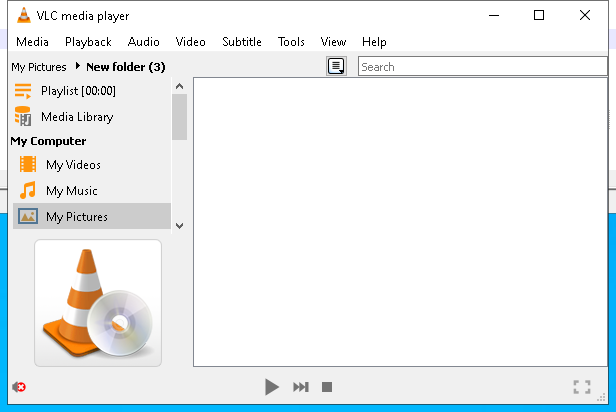 VLC media player
Media Playback Audio Video Subtitle Tools View Help
My Pictures New folder (3)
Search
Playlist [00:00]
Media Library
My Computer
My Videos
My Music
My Pictures